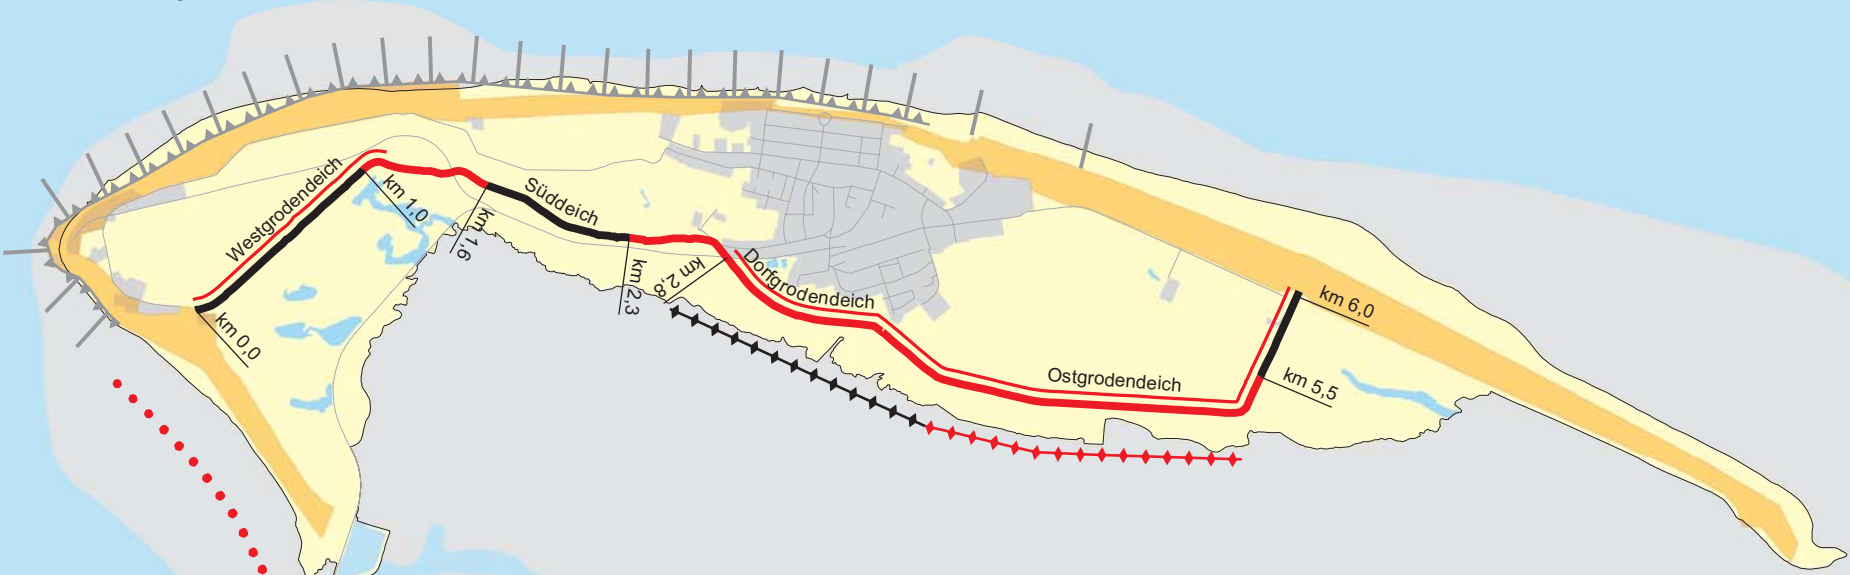 Westgrodendeich
km 0,0
km 1,0
km 1,6
Süddeich
km 2,3
km 2,8
Dorfgrodendeich
Ostgrodendeich
km 5,5
km 6,0